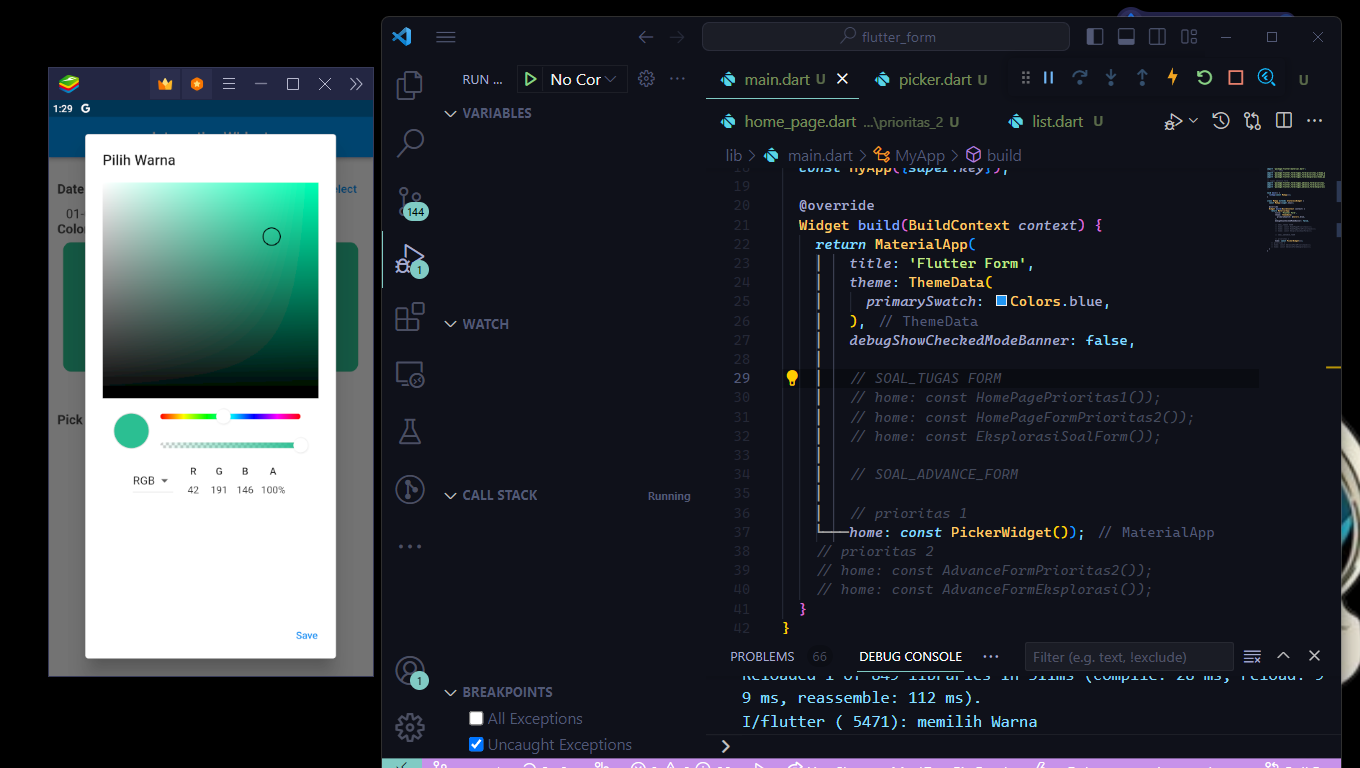 1:29 G
Date
Select
01-
Color
Pick
Pilih Warna
RGB
R G B A
42 191 146 100%
Save
flutter_form
RUN ...
No Cor
VARIABLES
WATCH
CALL STACK
Running
BREAKPOINTS
All Exceptions
Uncaught Exceptions
144
1
1
main.dart U
picker.dart U
U
home_page.dart ...\prioritas_2 U
list.dart U
lib > main.dart > MyApp > build
18 const MyApp({super.key});
19
20 @override
21 Widget build(BuildContext context) {
22 return MaterialApp(
23 title: 'Flutter Form',
24 theme: ThemeData(
25 primarySwatch: Colors.blue,
26 ), // ThemeData
27 debugShowCheckedModeBanner: false,
28
29 // SOAL_TUGAS FORM
30 // home: const HomePagePrioritas1());
31 // home: const HomePageFormPrioritas2());
32 // home: const EksplorasiSoalForm());
33
34 // SOAL_ADVANCE_FORM
35
36 // prioritas 1
37 home: const PickerWidget()); // MaterialApp
38 // prioritas 2
39 // home: const AdvanceFormPrioritas2());
40 // home: const AdvanceFormEksplorasi());
41 }
42 }
PROBLEMS 66
DEBUG CONSOLE
Filter (e.g. text, !exclude)
Reloaded 1 of 849 libraries in 511ms (compile: 28 ms, reload: 9
9 ms, reassemble: 112 ms).
I/flutter ( 5471): memilih Warna